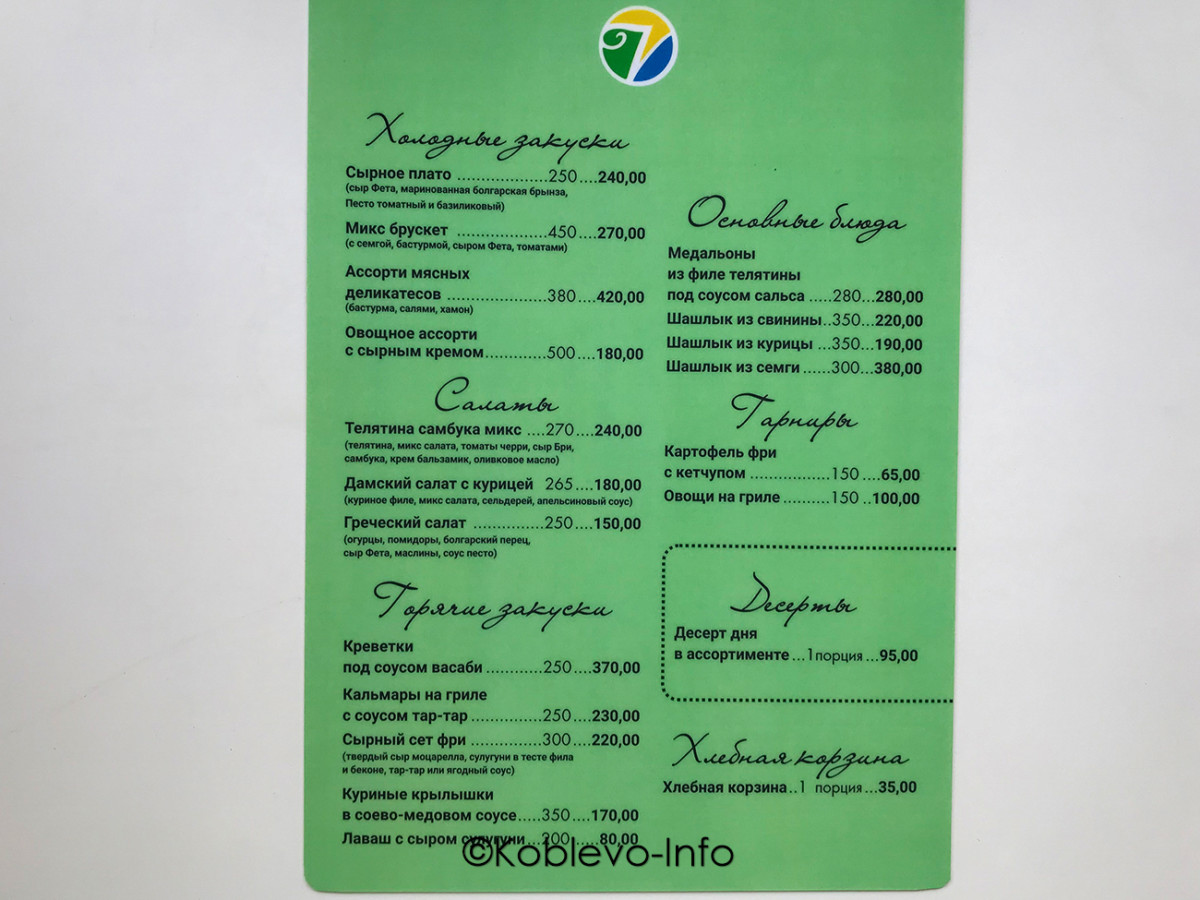 Холодные закуски
Сырное плато ..................250....240,00
(сыр Фета, маринованная болгарская брынза,
Песто томатный и базиликовый)
Микс брускет ..................450....270,00
(с семгой, бастурмой, сыром Фета, томатами)
Ассорти мясных
деликатесов ....................380....420,00
(бастурма, салями, хамон)
Овощное ассорти
с сырным кремом.............500....180,00
Салаты
Телятина самбука микс ....270....240,00
(телятина, микс салата, томаты черри, сыр Бри,
самбука, крем бальзамик, оливковое масло)
Дамский салат с курицей 265....180,00
(куриное филе, микс салата, сельдерей, апельсиновый соус)
Греческий салат ...............250....150,00
(огурцы, помидоры, болгарский перец,
сыр Фета, маслины, соус песто)
Горячие закуски
Креветки
под соусом васаби.............250....370,00
Кальмары на гриле
с соусом тар-тар...............250....230,00
Сырный сет фри ................300....220,00
(твердый сыр моцарелла, сулугуни в тесте фила
и беконе, тар-тар или ягодный соус)
Куриные крылышки
в соево-медовом соусе.....350....170,00
Лаваш с сыром сулугуни...200.....80,00
Основные блюда
Медальоны
из филе телятины
под соусом сальса .....280...280,00
Шашлык из свинины..350...220,00
Шашлык из курицы ...350...190,00
Шашлык из семги ......300...380,00
Гарниры
Картофель фри
с кетчупом .................150....65,00
Овощи на гриле..........150..100,00
Десерты
Десерт дня
в ассортименте...1порция...95,00
Хлебная корзина
Хлебная корзина..1 порция...35,00
©Koblevo-Info